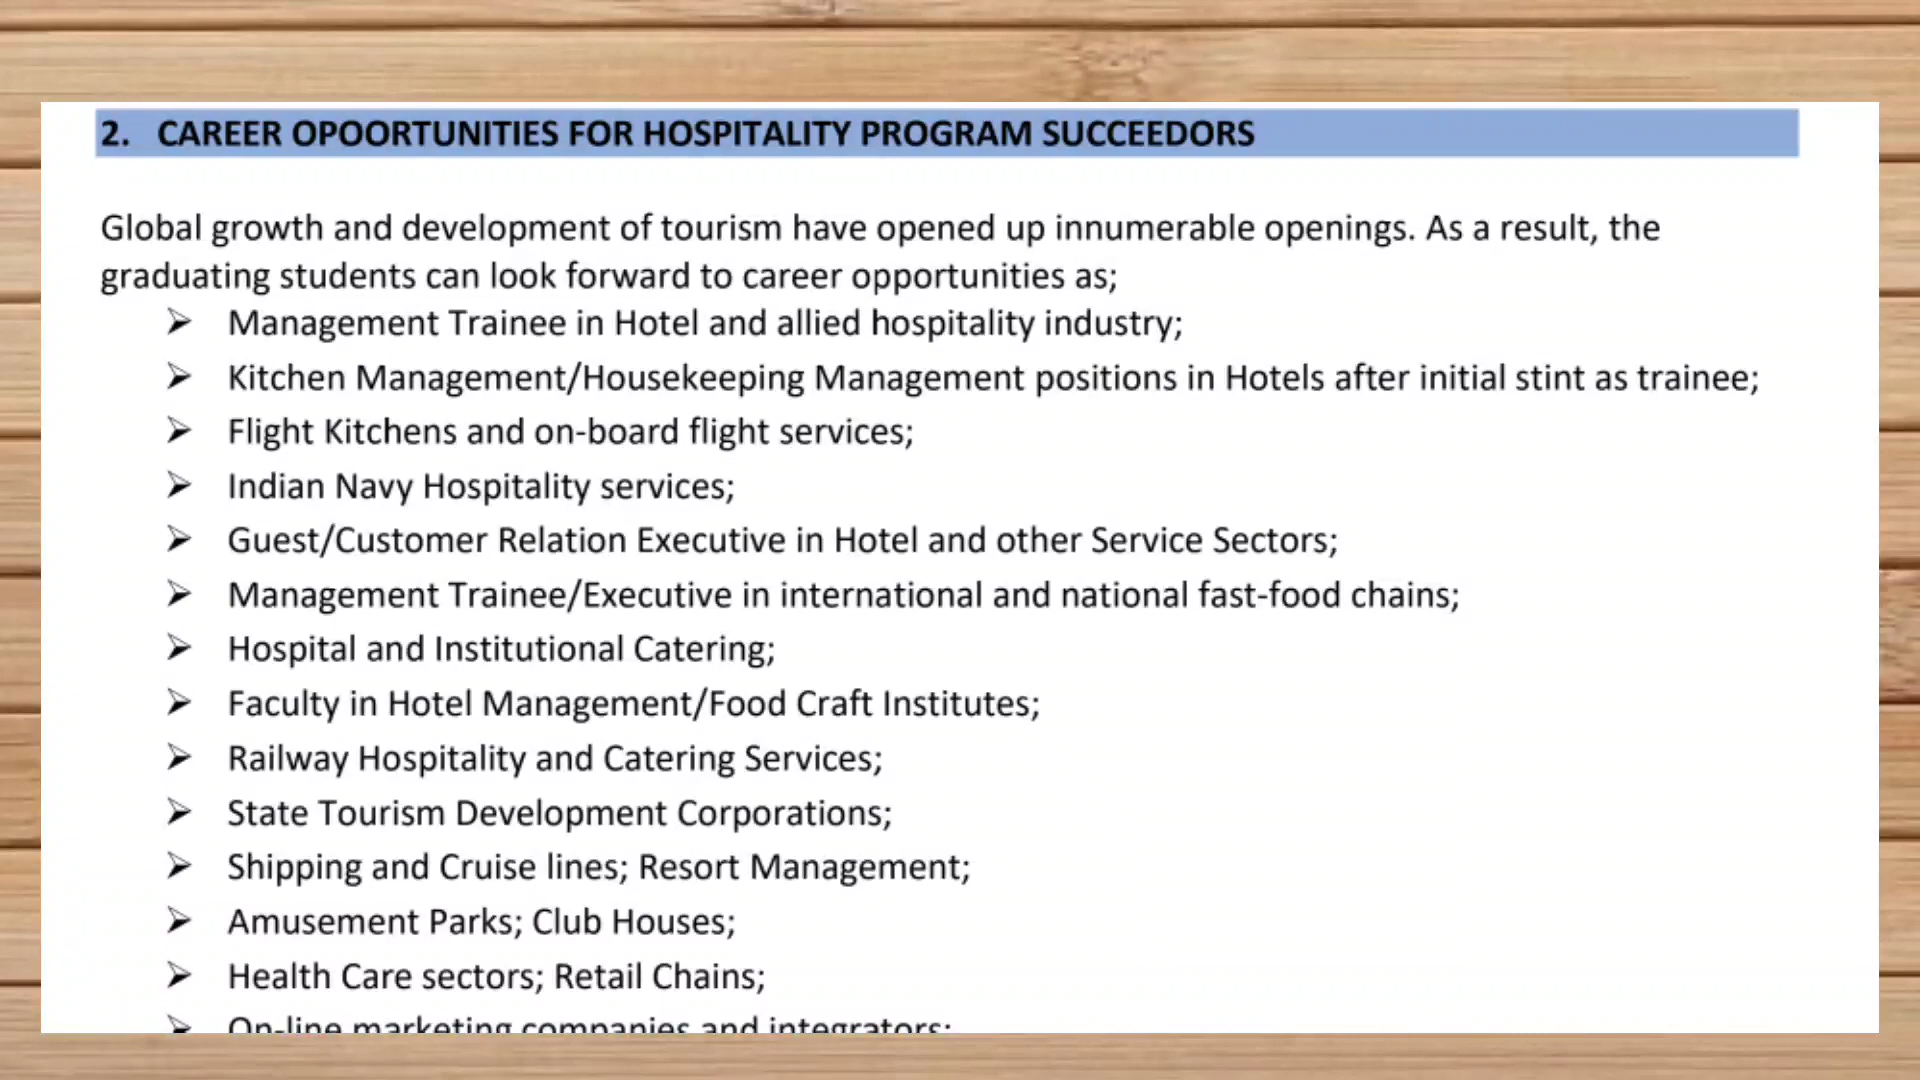 2. CAREER OPOORTUNITIES FOR HOSPITALITY PROGRAM SUCCEEDORS
Global growth and development of tourism have opened up innumerable openings. As a result, the
graduating students can look forward to career opportunities as;
➢ Management Trainee in Hotel and allied hospitality industry;
➢ Kitchen Management/Housekeeping Management positions in Hotels after initial stint as trainee;
➢ Flight Kitchens and on-board flight services;
➢ Indian Navy Hospitality services;
➢ Guest/Customer Relation Executive in Hotel and other Service Sectors;
➢ Management Trainee/Executive in international and national fast-food chains;
➢ Hospital and Institutional Catering;
➢ Faculty in Hotel Management/Food Craft Institutes;
➢ Railway Hospitality and Catering Services;
➢ State Tourism Development Corporations;
➢ Shipping and Cruise lines; Resort Management;
➢ Amusement Parks; Club Houses;
➢ Health Care sectors; Retail Chains;
➢ On-line marketing companies and integrators;